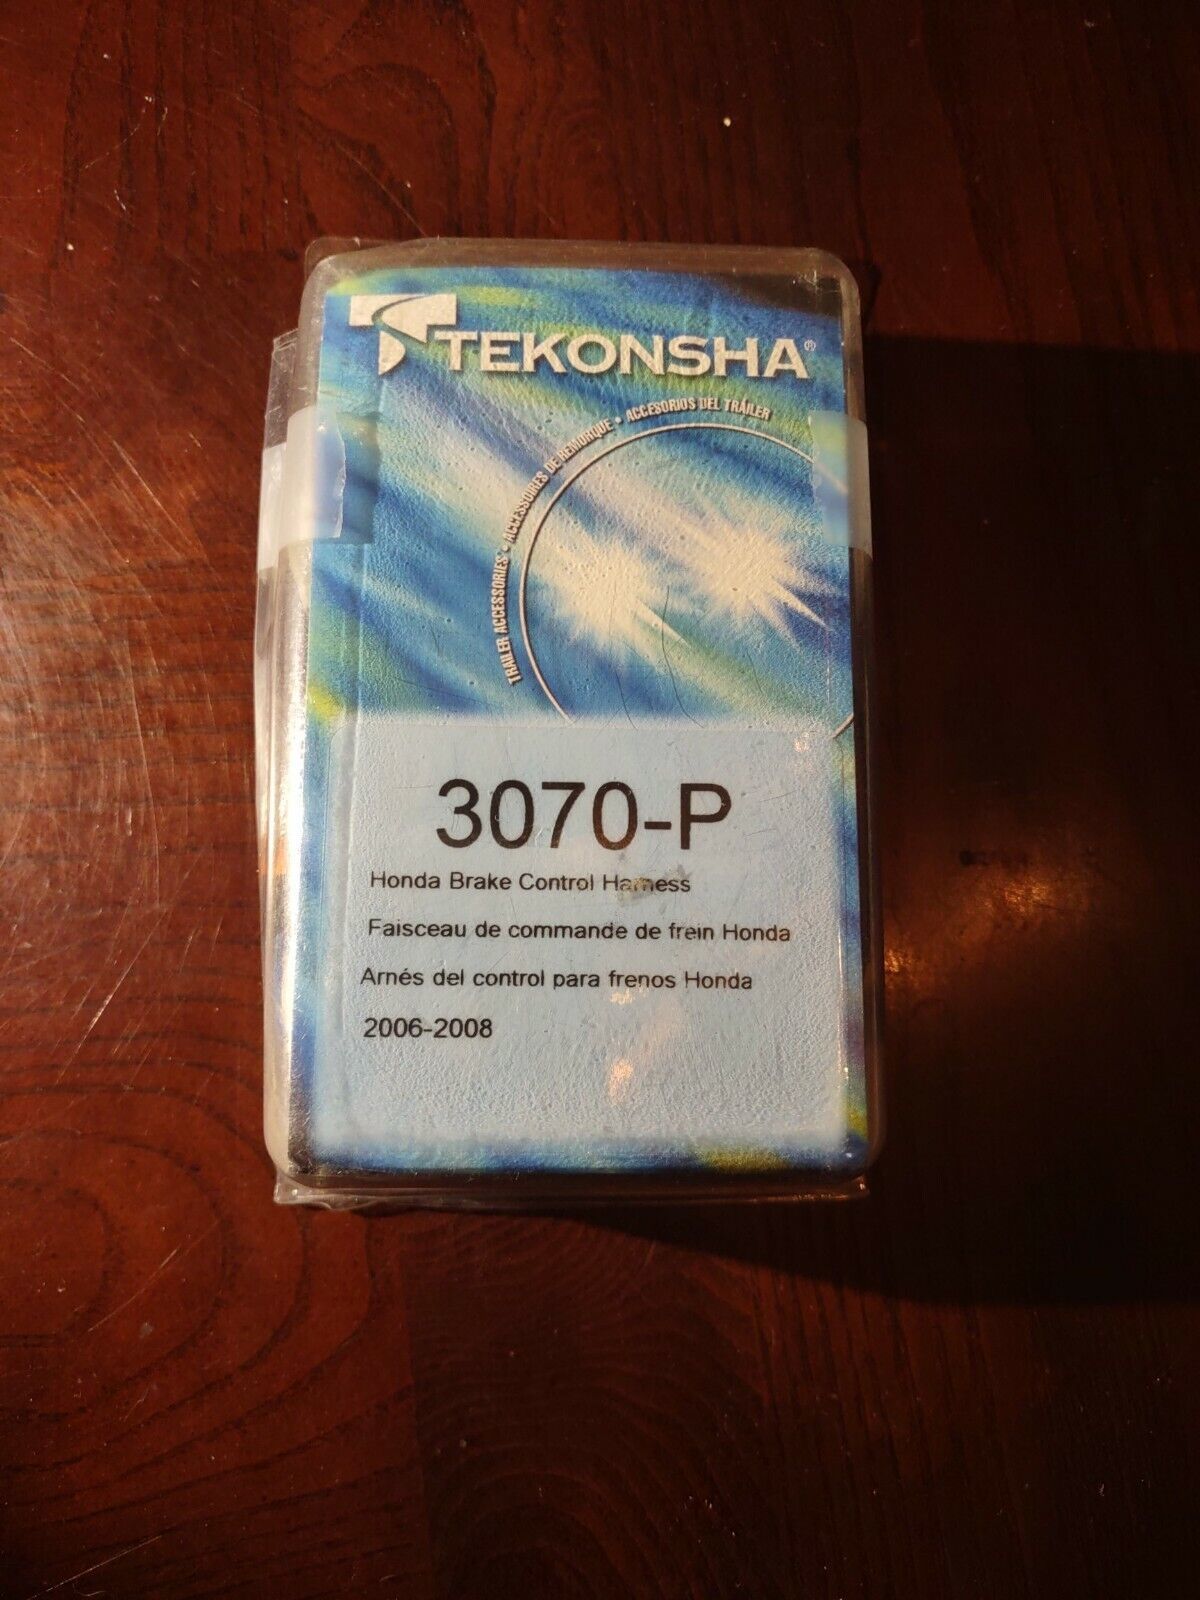 TEKONSHA®
TRAILER ACCESSORIES • ACCESSOIRES DE REMORQUE • ACCESORIOS DEL TRÁILER
3070-P
Honda Brake Control Harness
Faisceau de commande de frein Honda
Arnés del control para frenos Honda
2006-2008